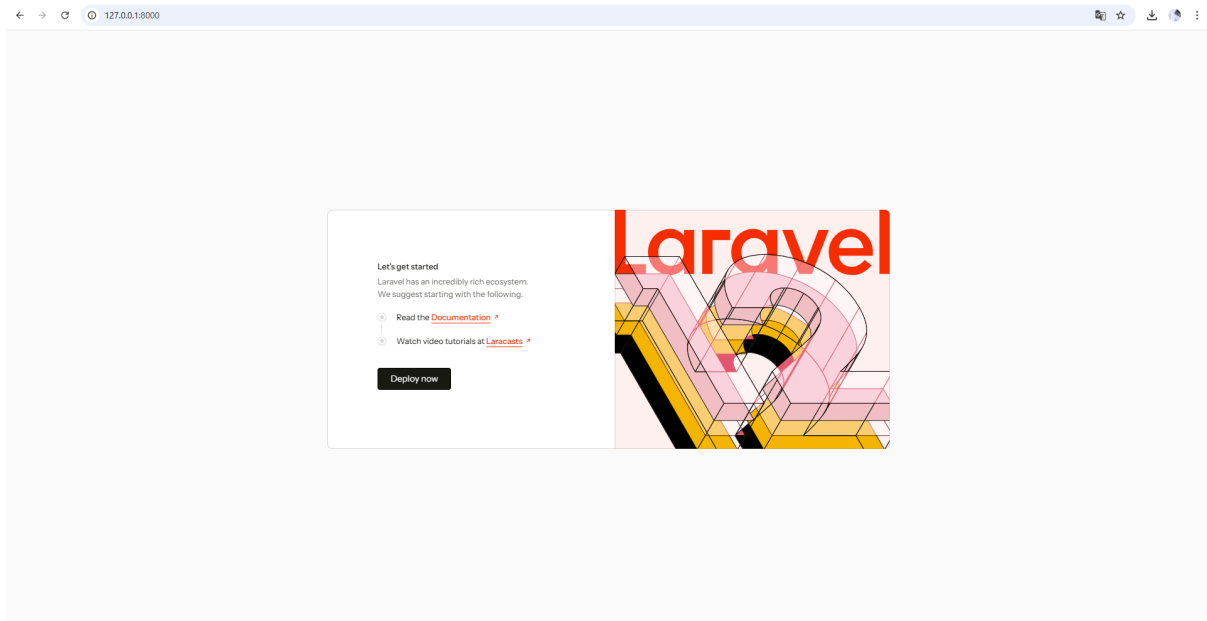 127.0.0.1:8000
Let's get started
Laravel has an incredibly rich ecosystem.
We suggest starting with the following.
Read the Documentation
Watch video tutorials at Laracasts
Deploy now
Laravel